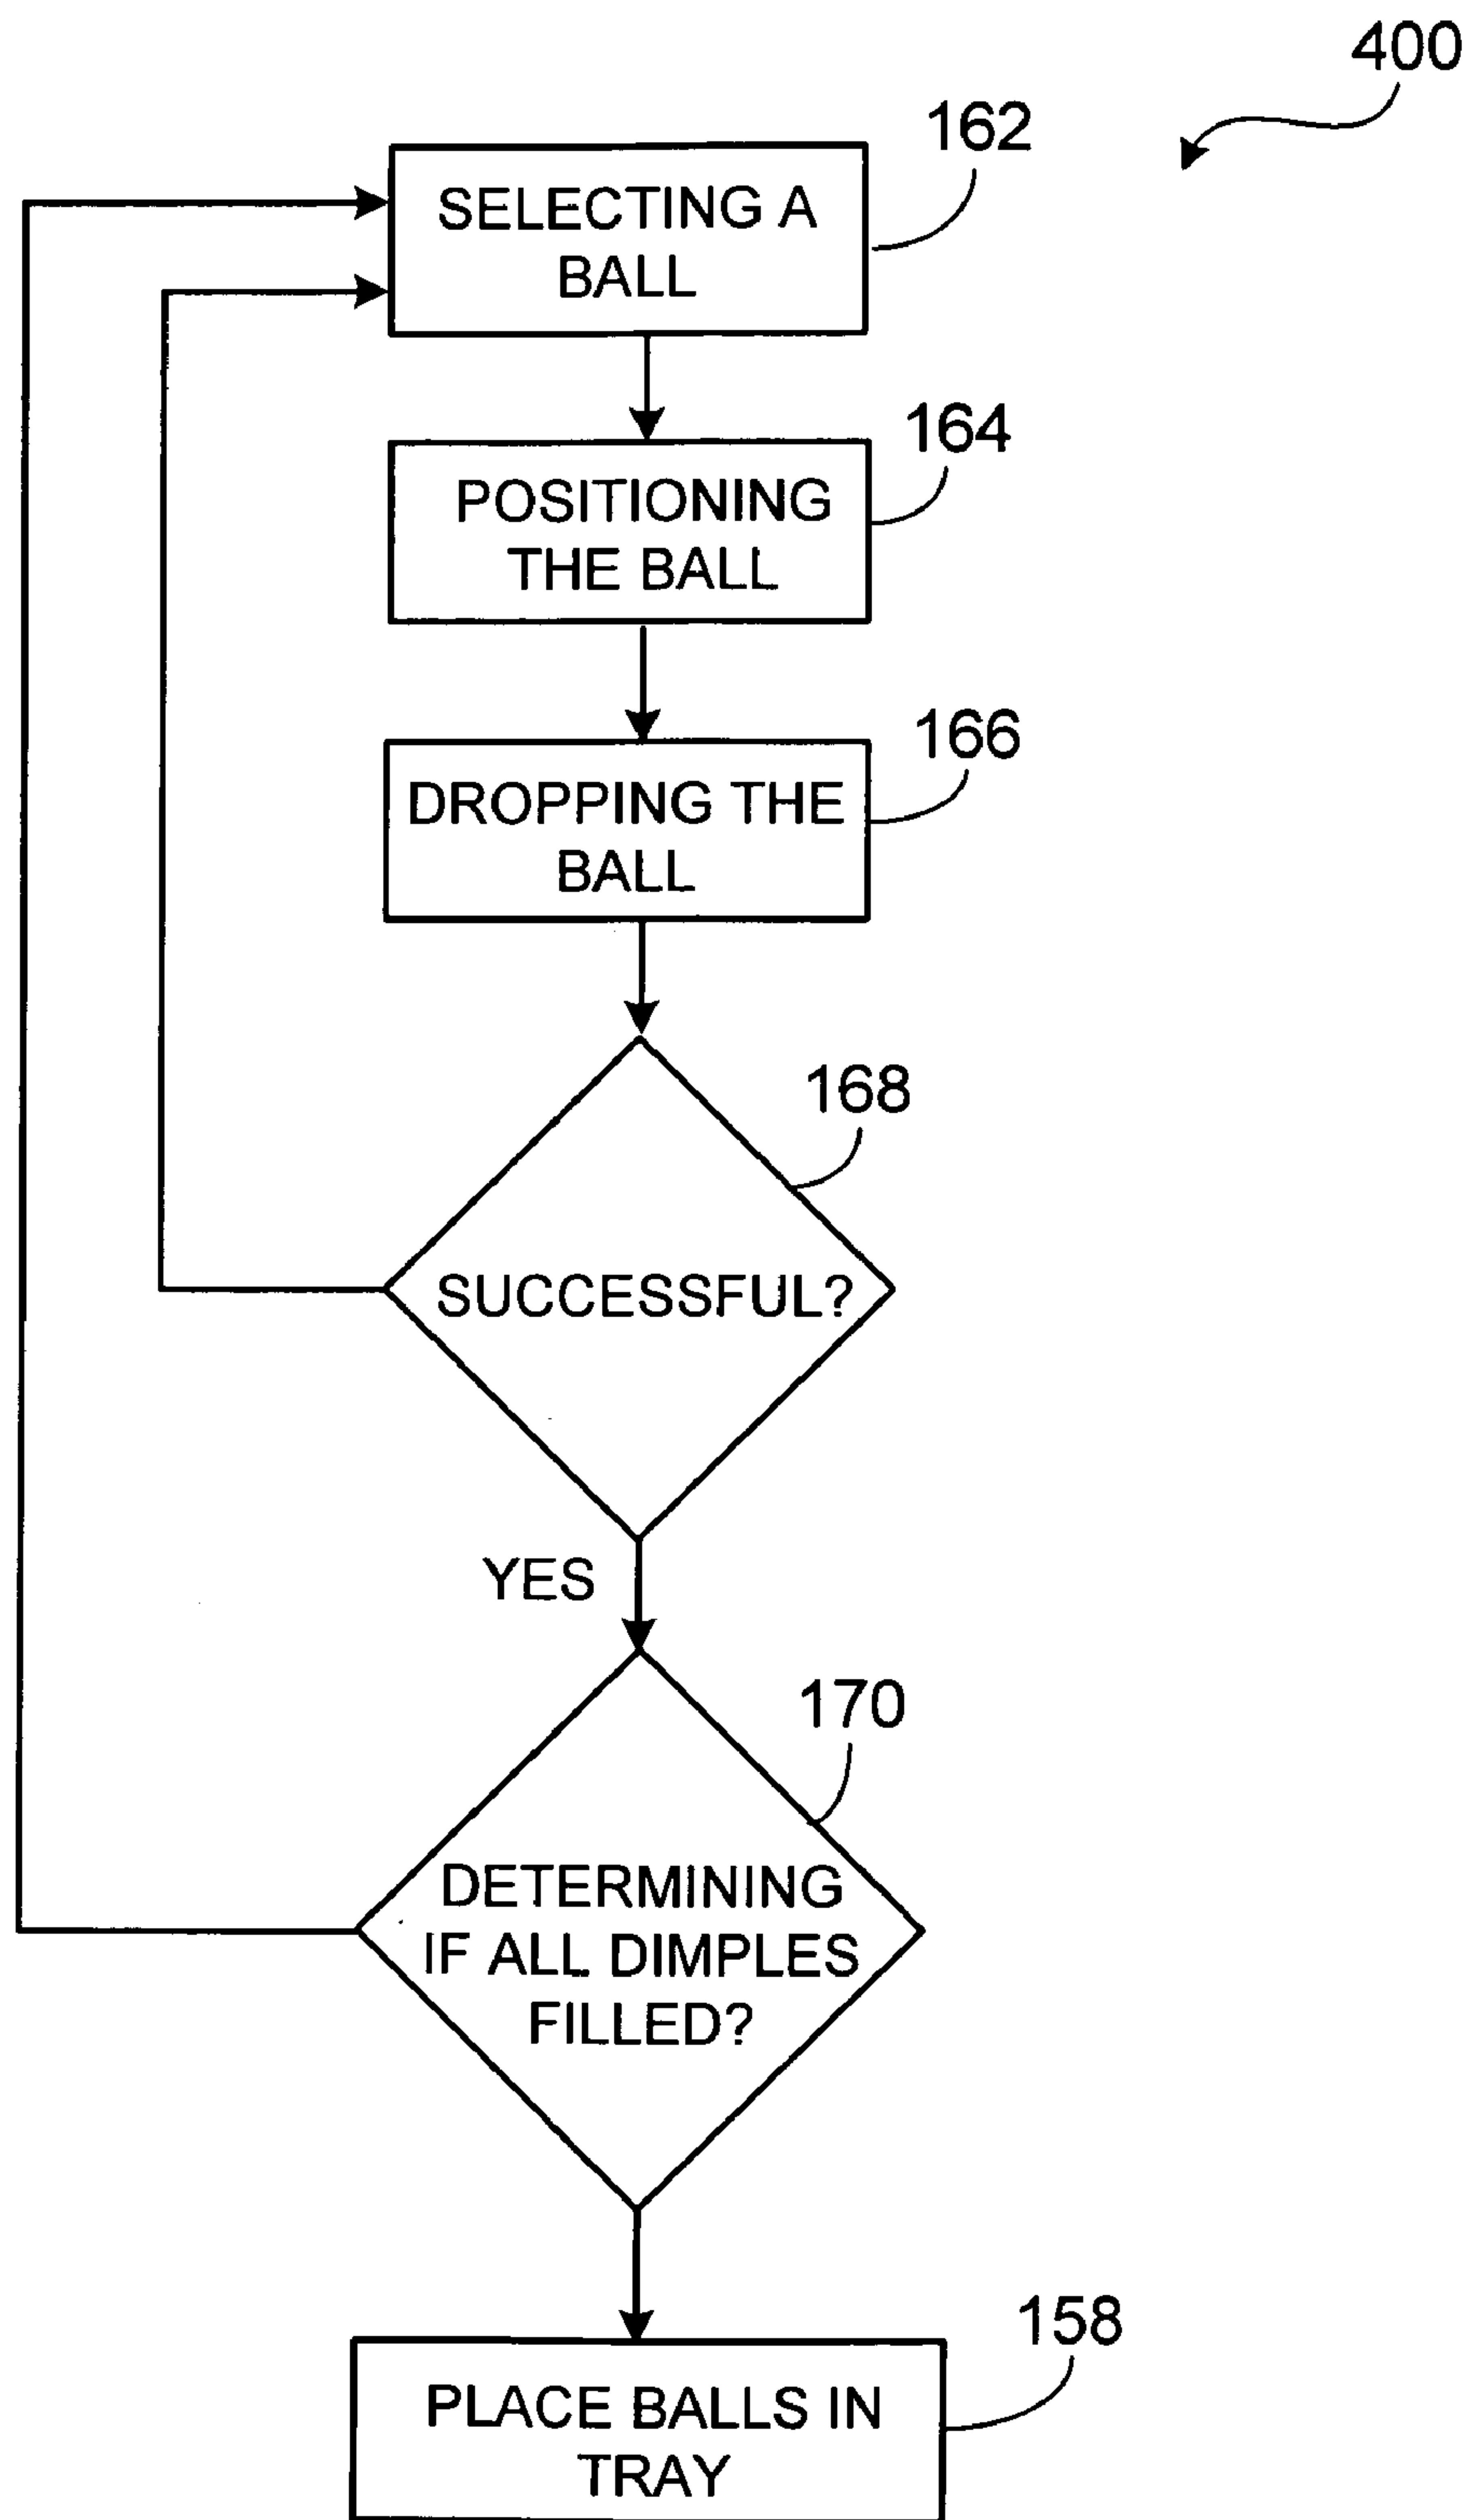 400
162
SELECTING A
BALL
164
POSITIONING
THE BALL
166
DROPPING THE
BALL
168
SUCCESSFUL?
YES
170
DETERMINING
IF ALL DIMPLES
FILLED?
158
PLACE BALLS IN
TRAY